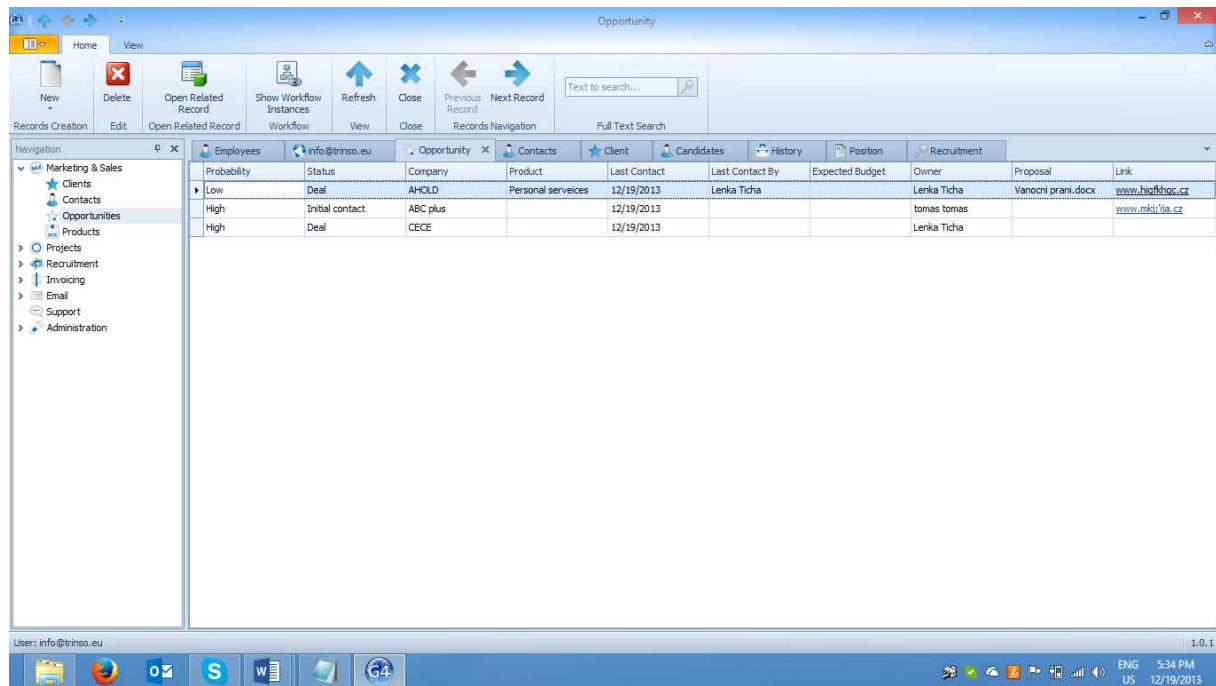 G4 Opportunity
Home View
New Delete Open Related Record Show Workflow Instances Refresh Close Previous Record Next Record Text to search...
Records Creation Edit Open Related Record Workflow View Close Records Navigation Full Text Search
Navigation
Marketing & Sales
Clients
Contacts
Opportunities
Products
Projects
Recruitment
Invoicing
Email
Support
Administration
Employees info@trinso.eu Opportunity Contacts Client Candidates History Position Recruitment
Probability Status Company Product Last Contact Last Contact By Expected Budget Owner Proposal Link
Low Deal AHOLD Personal serveices 12/19/2013 Lenka Ticha Lenka Ticha Vanocni prani.docx www.higfkhgc.cz
High Initial contact ABC plus 12/19/2013 tomas tomas www.mkj;'ija.cz
High Deal CECE 12/19/2013 Lenka Ticha
User: info@trinso.eu 1.0.1
G4 ENG 5:34 PM
US 12/19/2013